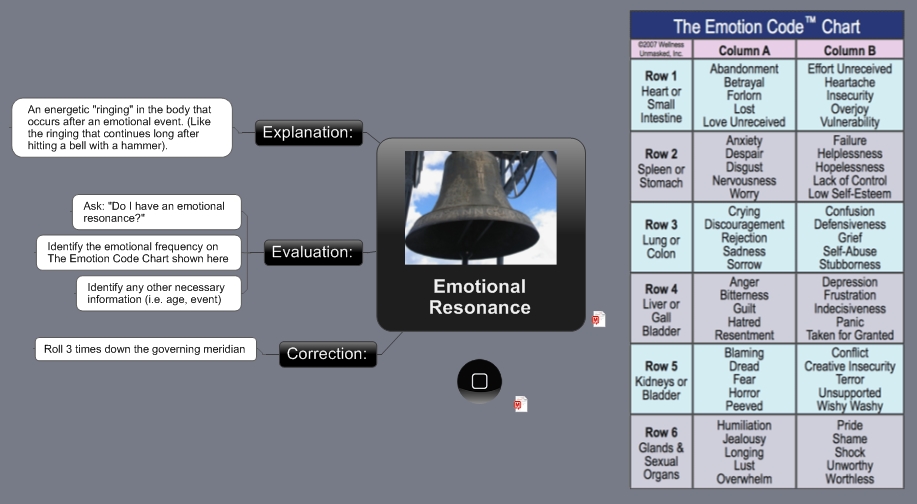 An energetic "ringing" in the body that
occurs after an emotional event. (Like
the ringing that continues long after
hitting a bell with a hammer).
Explanation:
Ask: "Do I have an emotional
resonance?"
Identify the emotional frequency on
The Emotion Code Chart shown here
Identify any other necessary
information (i.e. age, event)
Evaluation:
Roll 3 times down the governing meridian
Correction:
Emotional
Resonance
The Emotion Code™ Chart
©2007 Wellness
Unmasked, Inc.
Column A
Column B
Row 1
Heart or
Small
Intestine
Abandonment
Betrayal
Forlorn
Lost
Love Unreceived
Effort Unreceived
Heartache
Insecurity
Overjoy
Vulnerability
Row 2
Spleen or
Stomach
Anxiety
Despair
Disgust
Nervousness
Worry
Failure
Helplessness
Hopelessness
Lack of Control
Low Self-Esteem
Row 3
Lung or
Colon
Crying
Discouragement
Rejection
Sadness
Sorrow
Confusion
Defensiveness
Grief
Self-Abuse
Stubborness
Row 4
Liver or
Gall
Bladder
Anger
Bitterness
Guilt
Hatred
Resentment
Depression
Frustration
Indecisiveness
Panic
Taken for Granted
Row 5
Kidneys or
Bladder
Blaming
Dread
Fear
Horror
Peeved
Conflict
Creative Insecurity
Terror
Unsupported
Wishy Washy
Row 6
Glands &
Sexual
Organs
Humiliation
Jealousy
Longing
Lust
Overwhelm
Pride
Shame
Shock
Unworthy
Worthless